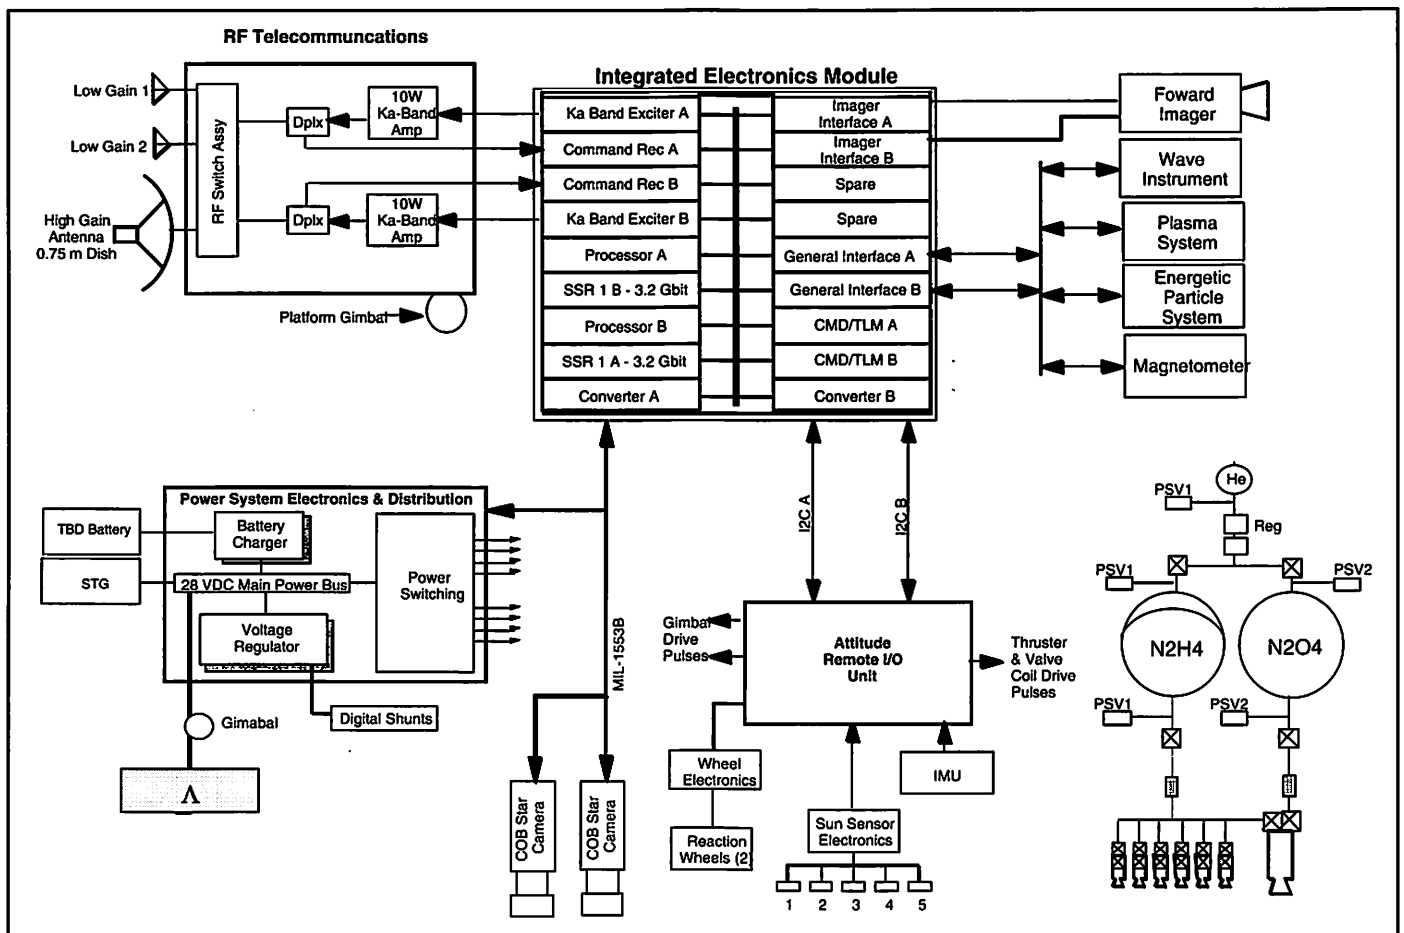 RF Telecommuncations
Low Gain 1
Low Gain 2
High Gain
Antenna
0.75 m Dish
RF Switch Assy
Dplx
10W
Ka-Band
Amp
Dplx
10W
Ka-Band
Amp
Platform Gimbal
Integrated Electronics Module
Ka Band Exciter A
Command Rec A
Command Rec B
Ka Band Exciter B
Processor A
SSR 1 B - 3.2 Gbit
Processor B
SSR 1 A - 3.2 Gbit
Converter A
Imager
Interface A
Imager
Interface B
Spare
Spare
General Interface A
General Interface B
CMD/TLM A
CMD/TLM B
Converter B
Foward
Imager
Wave
Instrument
Plasma
System
Energetic
Particle
System
Magnetometer
Power System Electronics & Distribution
TBD Battery
STG
Battery
Charger
28 VDC Main Power Bus
Voltage
Regulator
Power
Switching
Gimabal
Digital Shunts
Λ
MIL-1553B
COB Star
Camera
COB Star
Camera
I2C A
I2C B
Gimbal
Drive
Pulses
Attitude
Remote I/O
Unit
Thruster
& Valve
Coil Drive
Pulses
Wheel
Electronics
Reaction
Wheels (2)
Sun Sensor
Electronics
1 2 3 4 5
IMU
He
PSV1
Reg
PSV1
PSV2
N2H4
N2O4
PSV1
PSV2